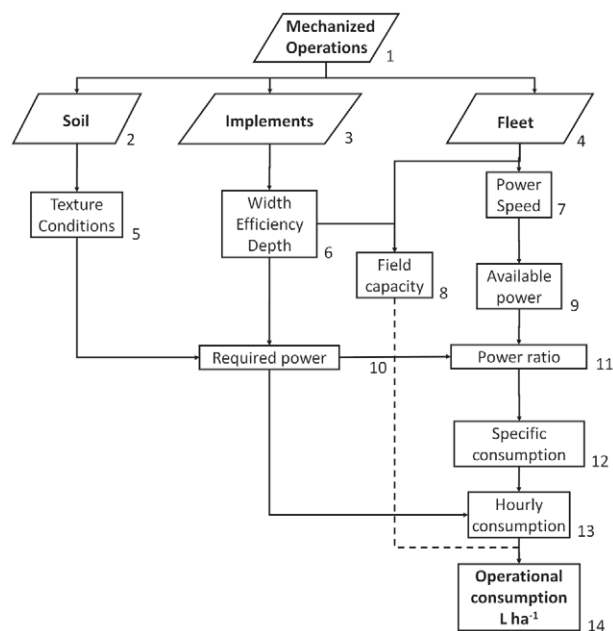 Mechanized
Operations
1
Soil
2
Implements
3
Fleet
4
Texture
Conditions
5
Width
Efficiency
Depth
6
Power
Speed
7
Field
capacity
8
Available
power
9
Required power
10
Power ratio
11
Specific
consumption
12
Hourly
consumption
13
Operational
consumption
L ha⁻¹
14